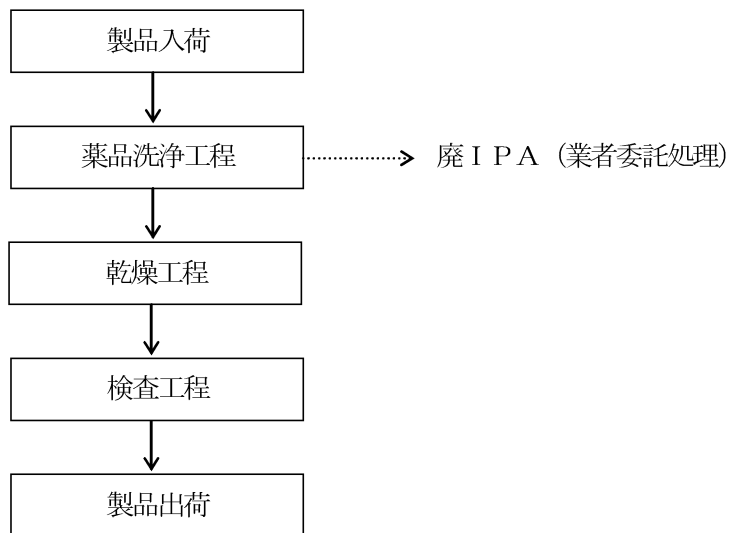 製品入荷
薬品洗浄工程
廃ＩＰＡ（業者委託処理）
乾燥工程
検査工程
製品出荷